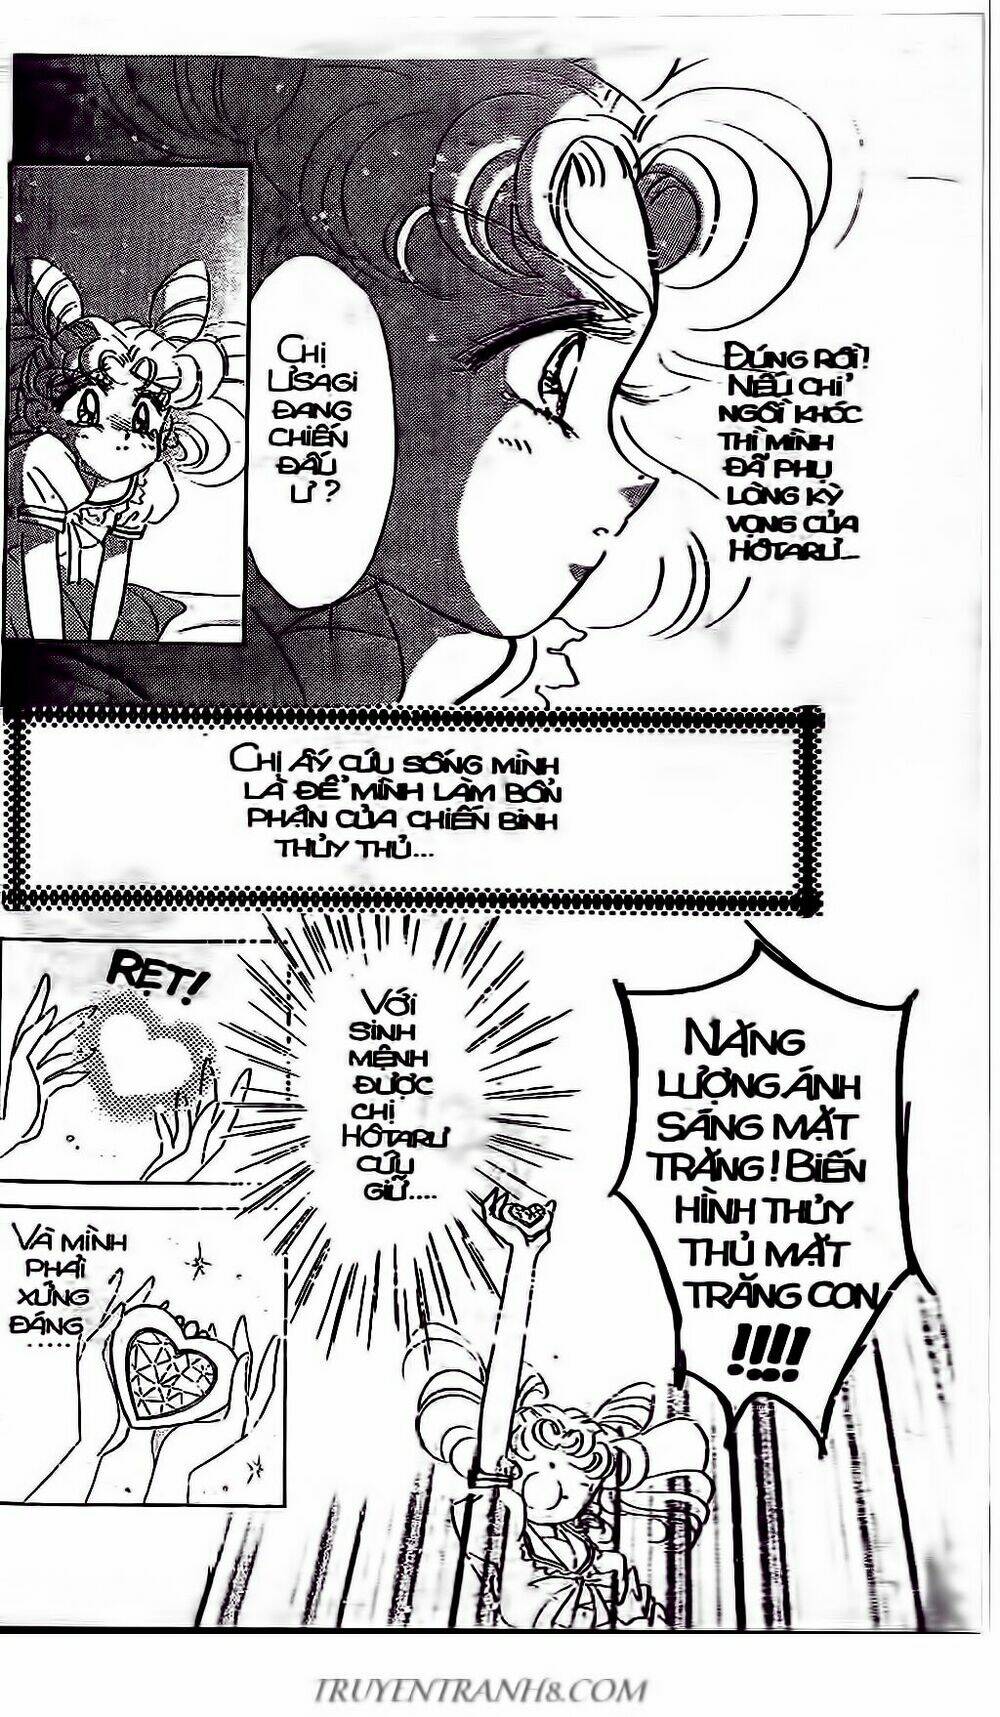 CHỊ
USAGI
ĐANG
CHIẾN
ĐẤU
Ư?
ĐÚNG RỒI!
NẾU CHỈ
NGỒI KHÓC
THÌ MÌNH
ĐÃ PHỤ
LÒNG KỲ
VỌNG CỦA
HÔTARU...
CHỊ ẤY CỨU SỐNG MÌNH
LÀ ĐỂ MÌNH LÀM BỔN
PHẬN CỦA CHIẾN BINH
THỦY THỦ...
RẸT!
VỚI
SINH
MỆNH
ĐƯỢC
CHỊ
HÔTARU
CỨU
GIỮ.....
VÀ MÌNH
PHẢI
XỨNG
ĐÁNG
.....
NĂNG
LƯỢNG ÁNH
SÁNG MẶT
TRĂNG! BIẾN
HÌNH THỦY
THỦ MẶT
TRĂNG CON
!!!!
TRUYENTRANH8.COM